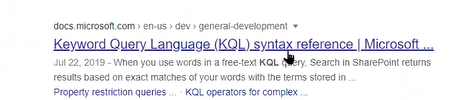 docs.microsoft.com › en-us › dev › general-development
Keyword Query Language (KQL) syntax reference | Microsoft ...
Jul 22, 2019 - When you use words in a free-text KQL query, Search in SharePoint returns
results based on exact matches of your words with the terms stored in ...
Property restriction queries ... · KQL operators for complex ...